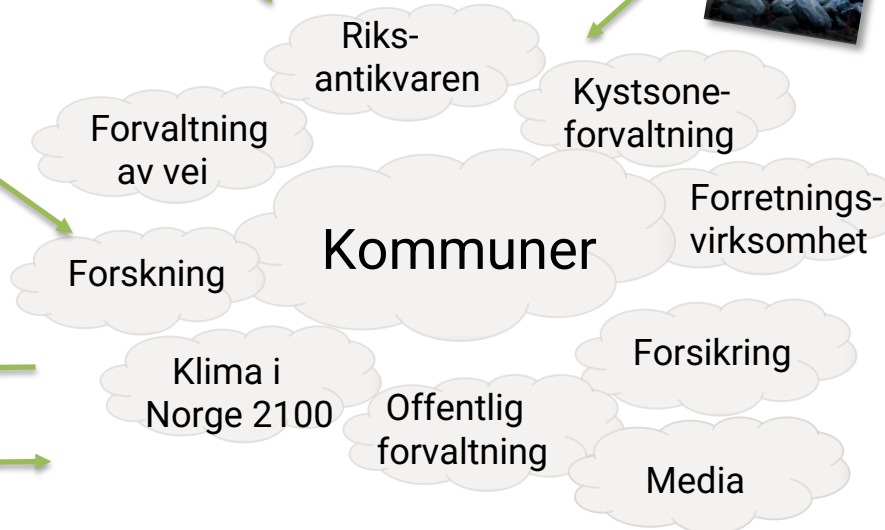 Riks-
antikvaren
Kystsone-
forvaltning
Forvaltning
av vei
Forretnings-
virksomhet
Kommuner
Forskning
Forsikring
Klima i
Norge 2100
Offentlig
forvaltning
Media